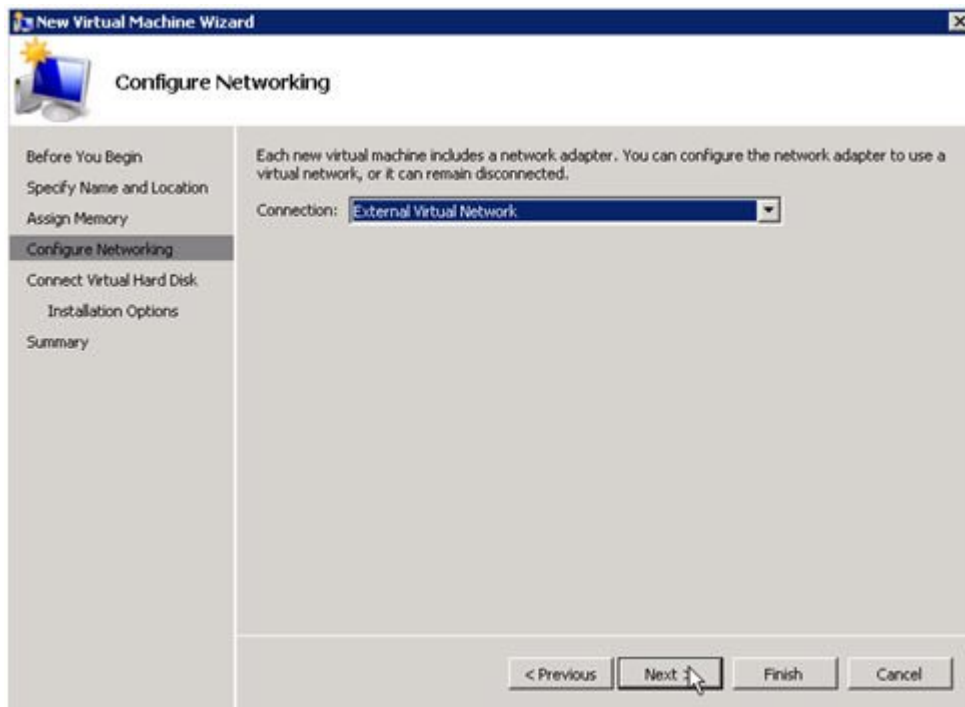 New Virtual Machine Wizard
Configure Networking
Before You Begin
Specify Name and Location
Assign Memory
Configure Networking
Connect Virtual Hard Disk
Installation Options
Summary
Each new virtual machine includes a network adapter. You can configure the network adapter to use a
virtual network, or it can remain disconnected.
Connection: External Virtual Network
< Previous
Next >
Finish
Cancel